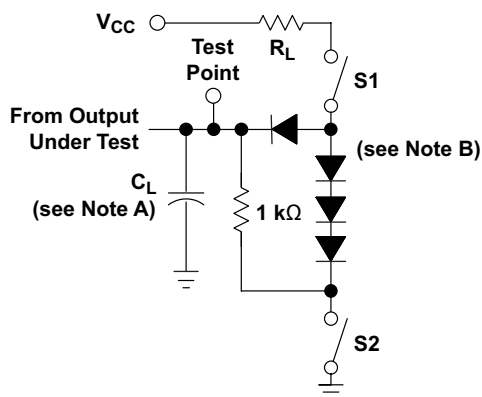 VCC
RL
S1
Test
Point
From Output
Under Test
(see Note B)
CL
(see Note A)
1 kΩ
S2